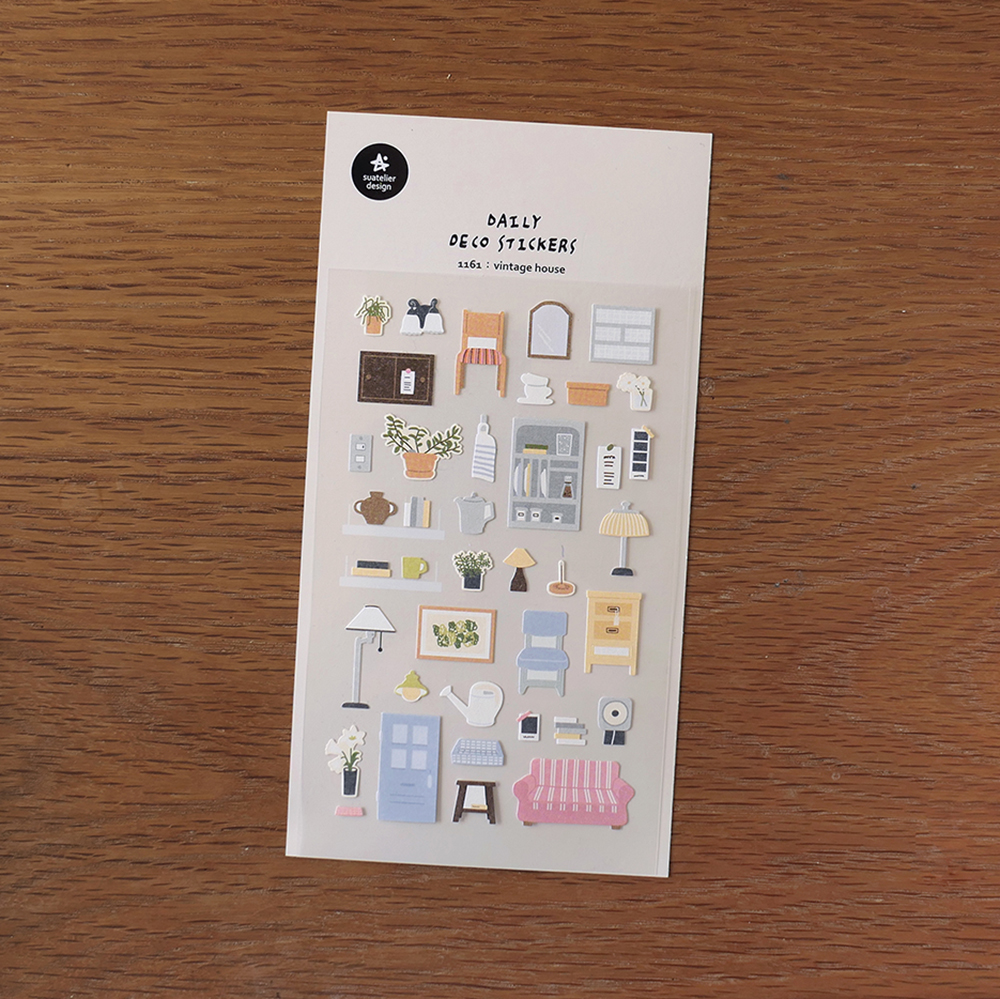 suatelier
design
DAILY
DECO STICKERS
1161 : vintage house